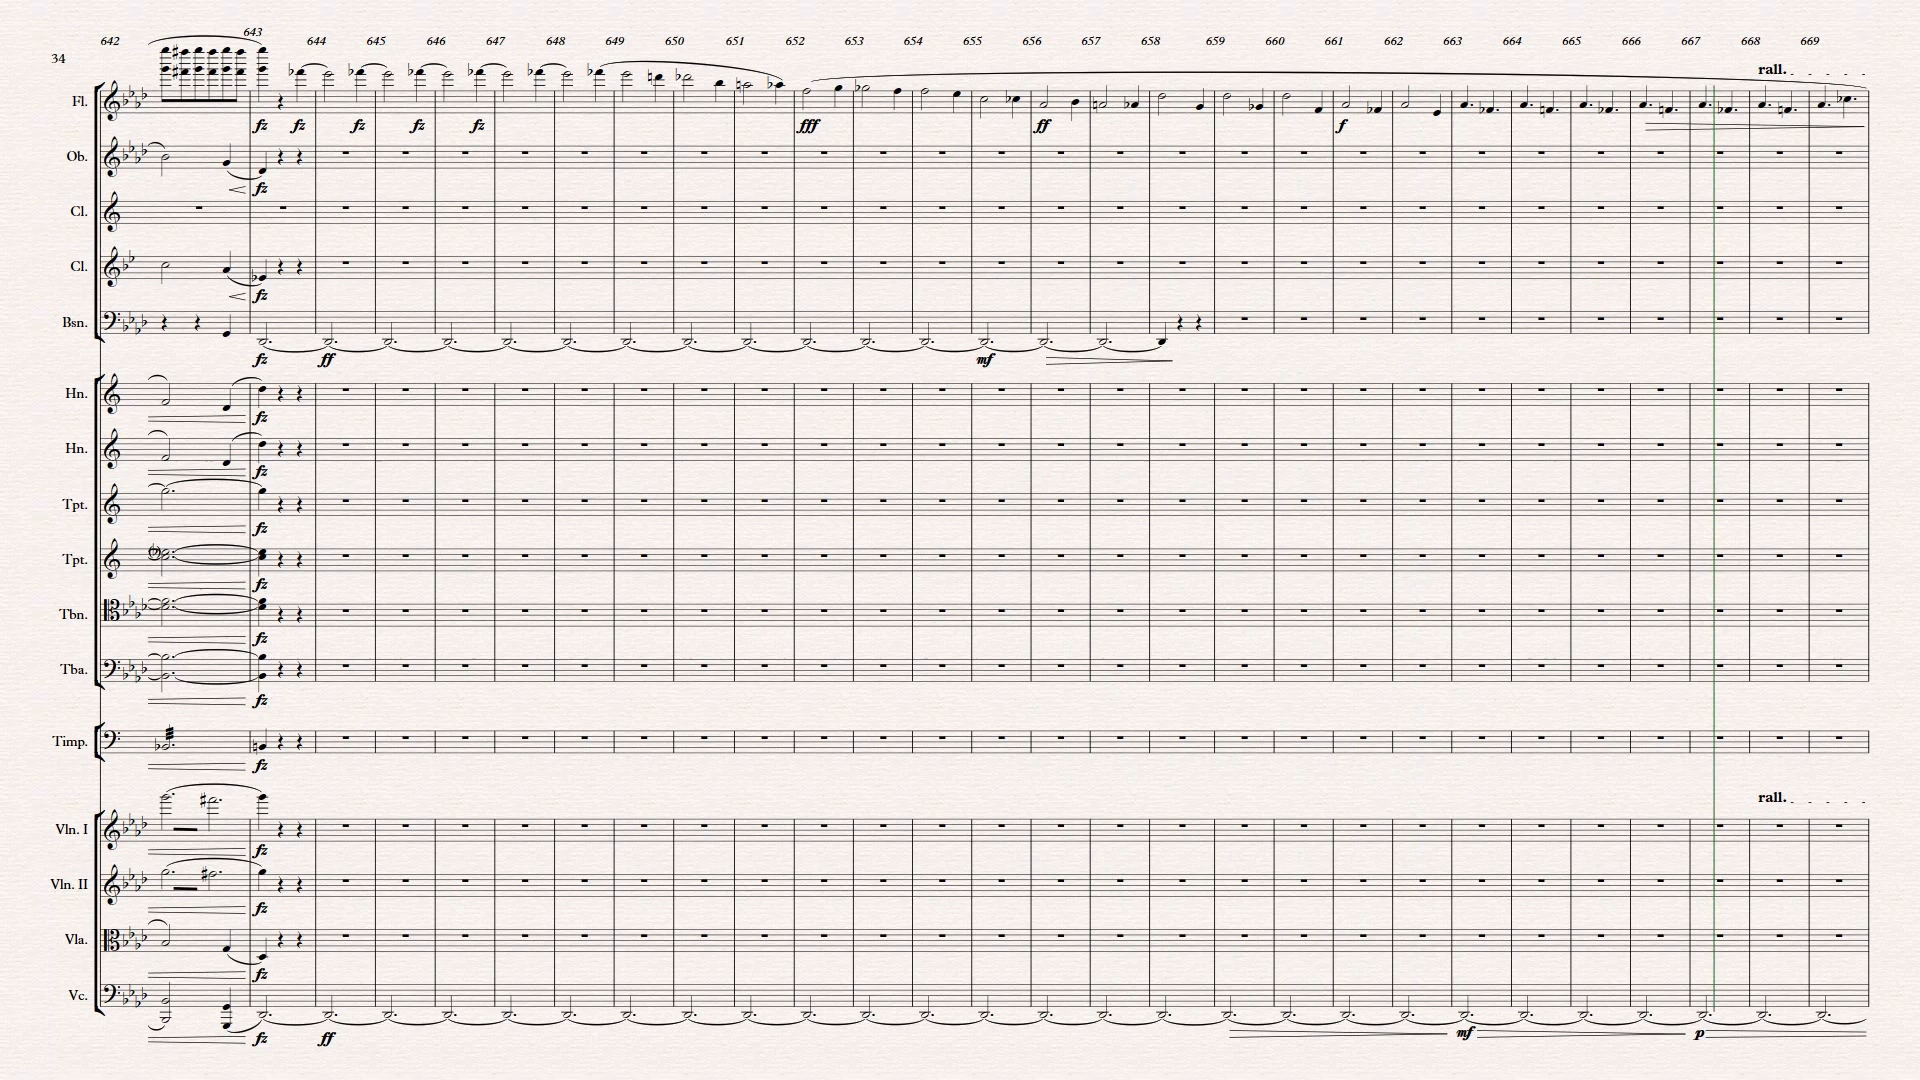 642 643 644 645 646 647 648 649 650 651 652 653 654 655 656 657 658 659 660 661 662 663 664 665 666 667 668 669
34
rall.
Fl.
fz fz fz fz fz fff ff f
Ob.
fz
Cl.
Cl.
fz
Bsn.
fz ff mf
Hn.
fz
Hn.
fz
Tpt.
fz
Tpt.
fz
Tbn.
fz
Tba.
fz
Timp.
fz
rall.
Vln. I
fz
Vln. II
fz
Vla.
fz
Vc.
fz ff mf p